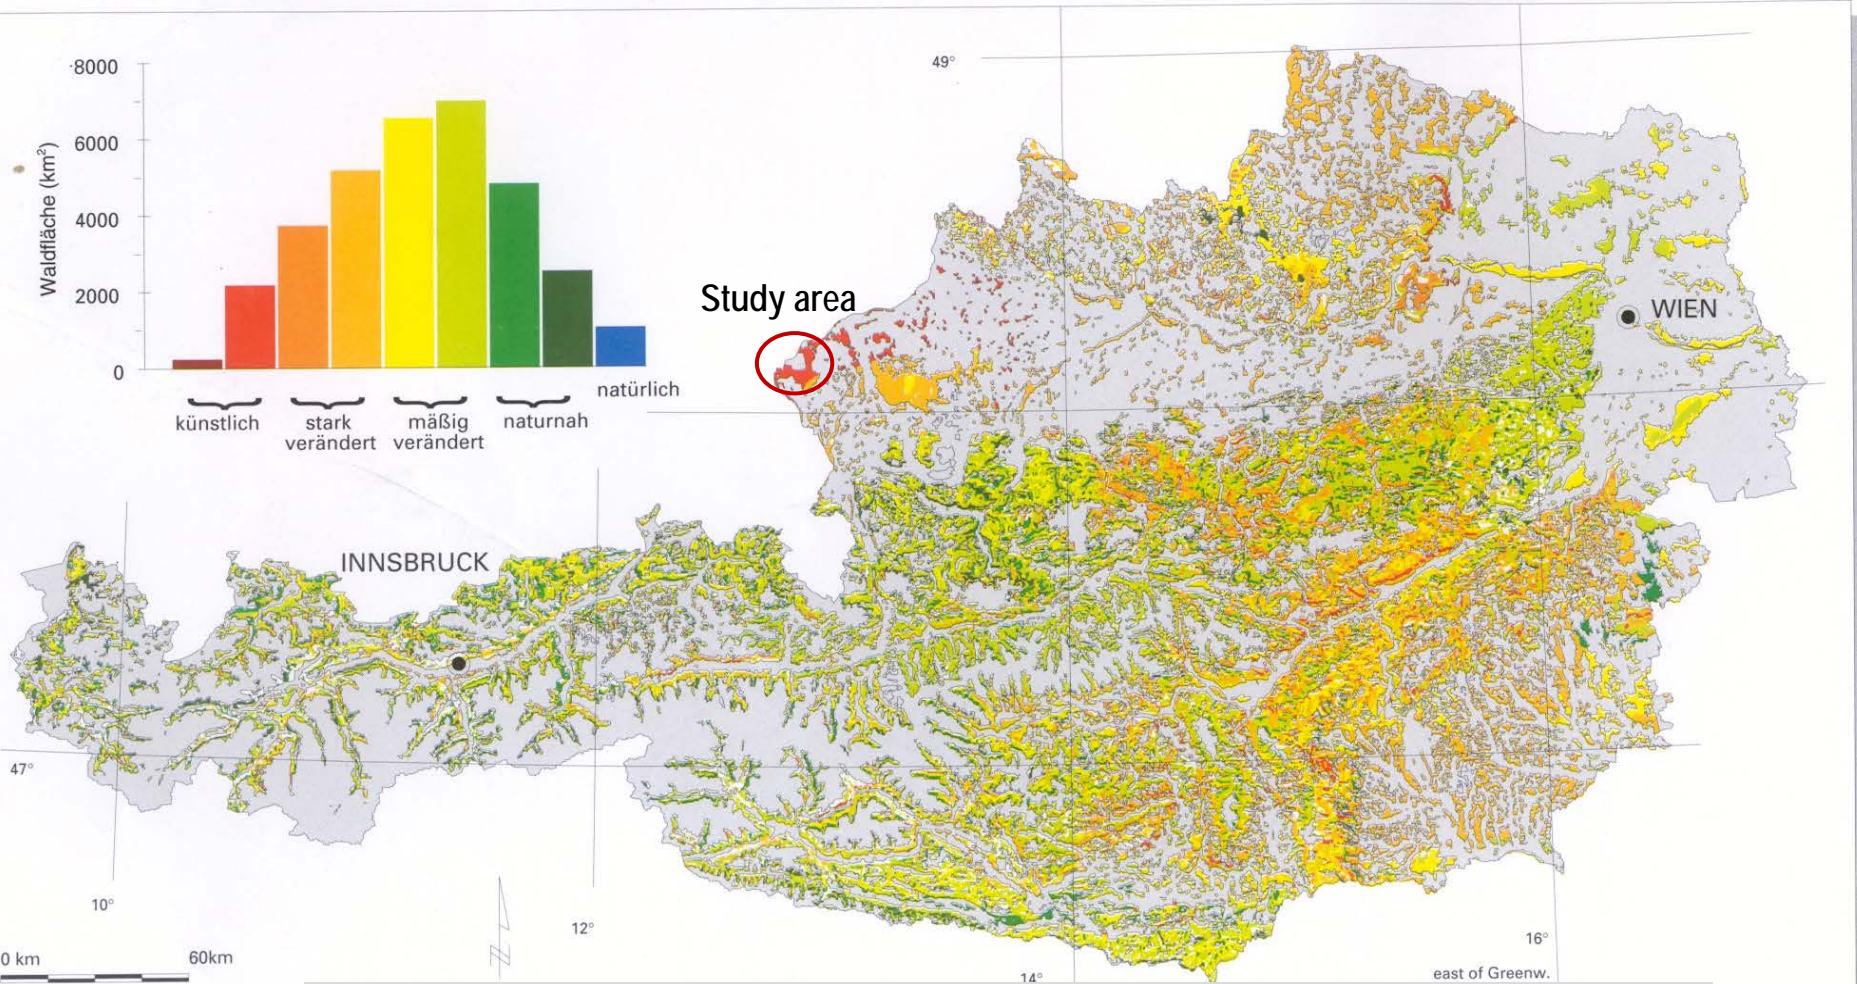 8000
6000
4000
2000
0
Waldfläche (km²)
künstlich
stark
verändert
mäßig
verändert
naturnah
natürlich
Study area
49°
WIEN
INNSBRUCK
47°
10°
12°
14°
16°
0 km
60km
east of Greenw.